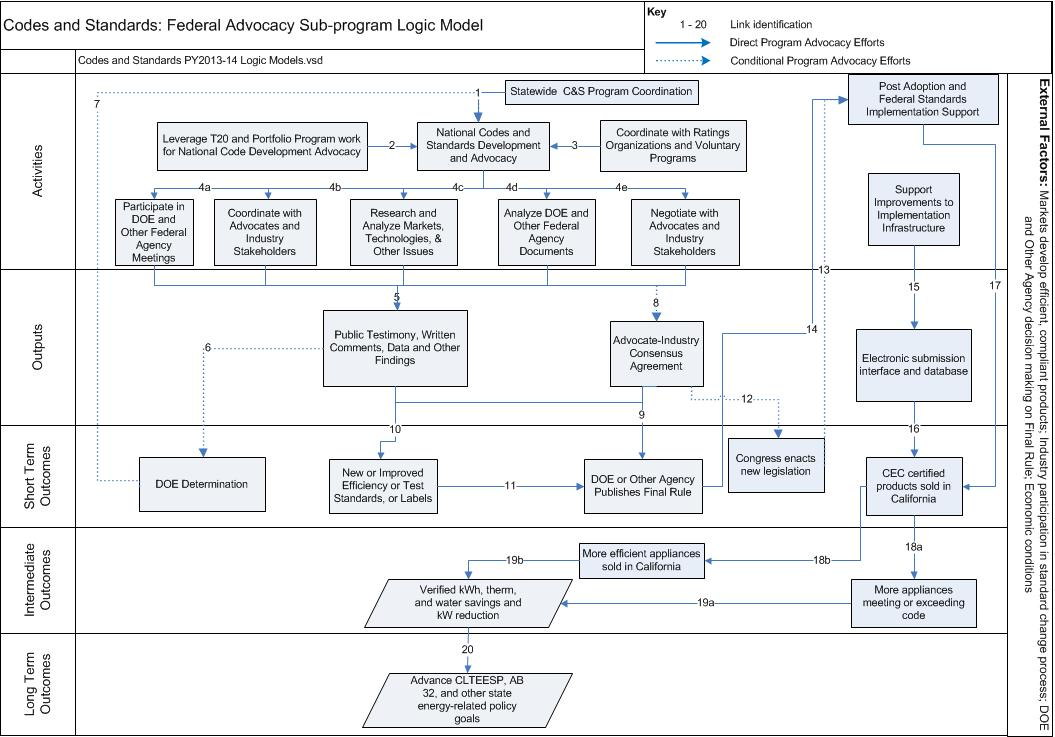 Codes and Standards: Federal Advocacy Sub-program Logic Model
Codes and Standards PY2013-14 Logic Models.vsd
Key
1 - 20 Link identification
Direct Program Advocacy Efforts
Conditional Program Advocacy Efforts
Activities
7
1
Statewide C&S Program Coordination
Post Adoption and
Federal Standards
Implementation Support
Leverage T20 and Portfolio Program work
for National Code Development Advocacy
2
National Codes and
Standards Development
and Advocacy
3
Coordinate with Ratings
Organizations and Voluntary
Programs
4a
4b
4c
4d
4e
Participate in
DOE and
Other Federal
Agency
Meetings
Coordinate with
Advocates and
Industry
Stakeholders
Research and
Analyze Markets,
Technologies, &
Other Issues
Analyze DOE and
Other Federal
Agency
Documents
Negotiate with
Advocates and
Industry
Stakeholders
Support
Improvements to
Implementation
Infrastructure
13
Outputs
5
8
15
17
14
Public Testimony, Written
Comments, Data and Other
Findings
Advocate-Industry
Consensus
Agreement
Electronic submission
interface and database
6
12
9
10
16
Short Term
Outcomes
DOE Determination
New or Improved
Efficiency or Test
Standards, or Labels
11
DOE or Other Agency
Publishes Final Rule
Congress enacts
new legislation
CEC certified
products sold in
California
Intermediate
Outcomes
18a
18b
19b
More efficient appliances
sold in California
Verified kWh, therm,
and water savings and
kW reduction
19a
More appliances
meeting or exceeding
code
Long Term
Outcomes
20
Advance CLTEESP, AB
32, and other state
energy-related policy
goals
External Factors: Markets develop efficient, compliant products; Industry participation in standard change process; DOE
and Other Agency decision making on Final Rule; Economic conditions